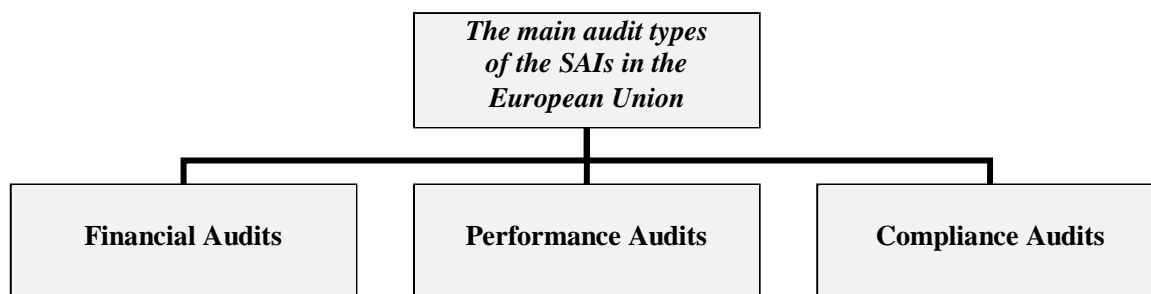 The main audit types
of the SAIs in the
European Union
Financial Audits
Performance Audits
Compliance Audits